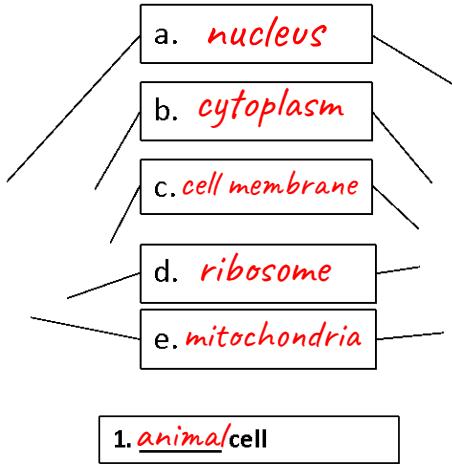 a. nucleus
b. cytoplasm
c. cell membrane
d. ribosome
e. mitochondria
1. animal cell